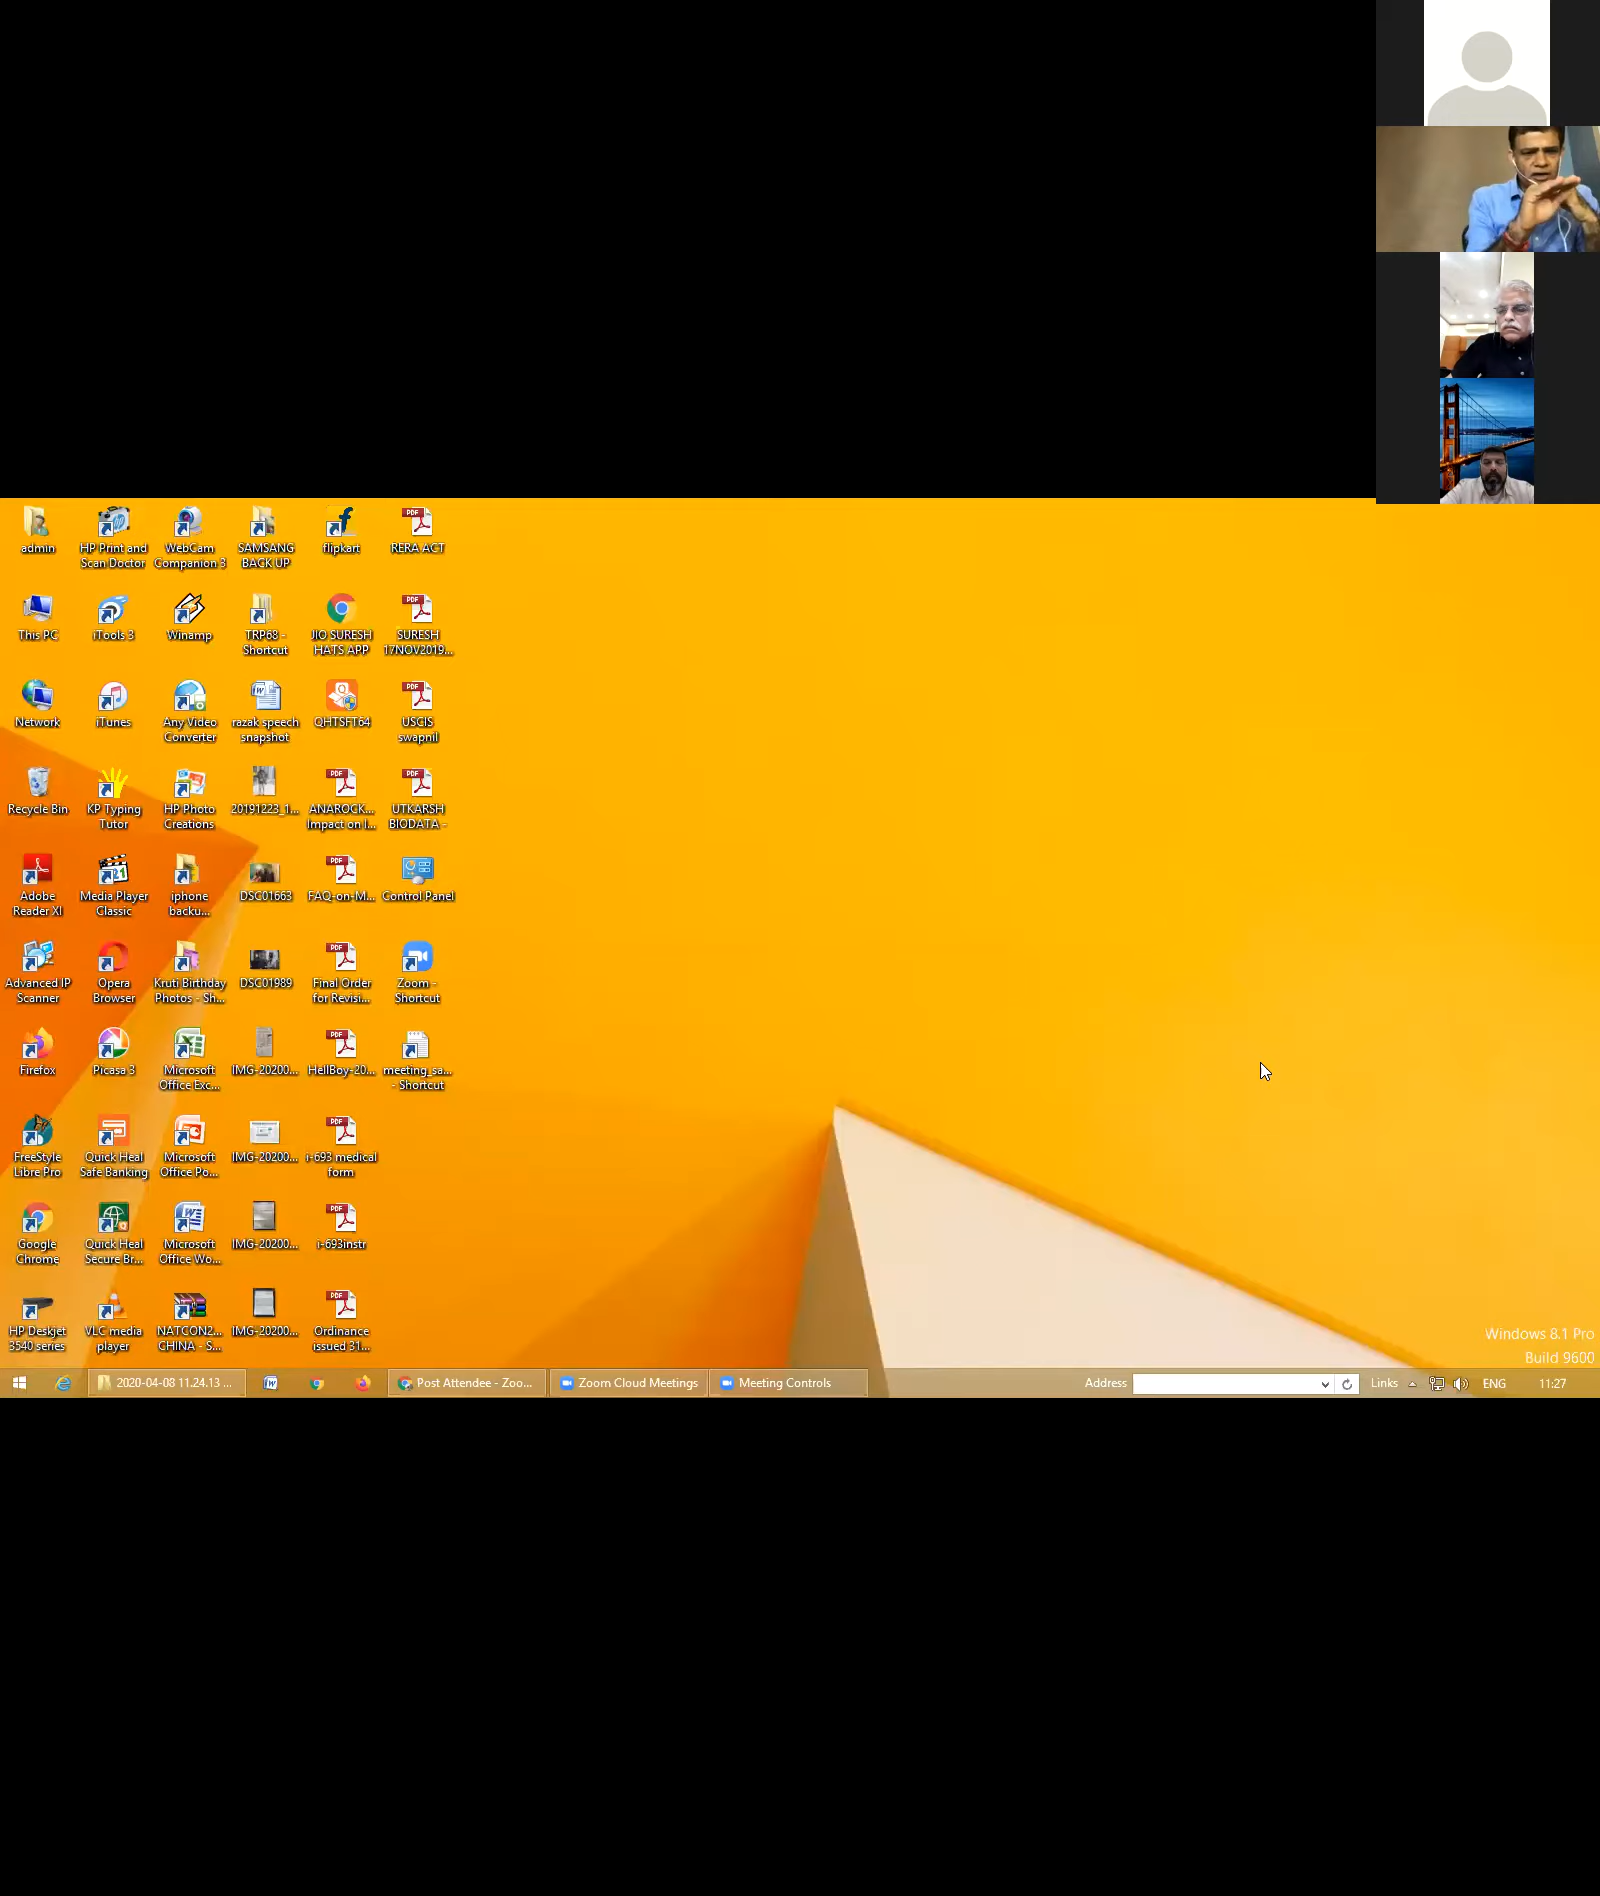 admin
HP Print and
Scan Doctor
WebCam
Companion 3
SAMSANG
BACK UP
flipkart
RERA ACT
This PC
iTools 3
Winamp
TRP68 -
Shortcut
JIO SURESH
HATS APP
SURESH
17NOV2019...
Network
iTunes
Any Video
Converter
razak speech
snapshot
QHTSFT64
USCIS
swapnil
Recycle Bin
KP Typing
Tutor
HP Photo
Creations
20191223_1...
ANAROCK...
Impact on I...
UTKARSH
BIODATA -
Adobe
Reader XI
Media Player
Classic
iphone
backu...
DSC01663
FAQ-on-M...
Control Panel
Advanced IP
Scanner
Opera
Browser
Kruti Birthday
Photos - Sh...
DSC01989
Final Order
for Revisi...
Zoom -
Shortcut
Firefox
Picasa 3
Microsoft
Office Exc...
IMG-20200...
HellBoy-20...
meeting_sa...
- Shortcut
FreeStyle
Libre Pro
Quick Heal
Safe Banking
Microsoft
Office Po...
IMG-20200...
i-693 medical
form
Google
Chrome
Quick Heal
Secure Br...
Microsoft
Office Wo...
IMG-20200...
i-693instr
HP Deskjet
3540 series
VLC media
player
NATCON2...
CHINA - S...
IMG-20200...
Ordinance
issued 31...
Windows 8.1 Pro
Build 9600
2020-04-08 11.24.13 ...
Post Attendee - Zoo...
Zoom Cloud Meetings
Meeting Controls
Address
Links
ENG
11:27